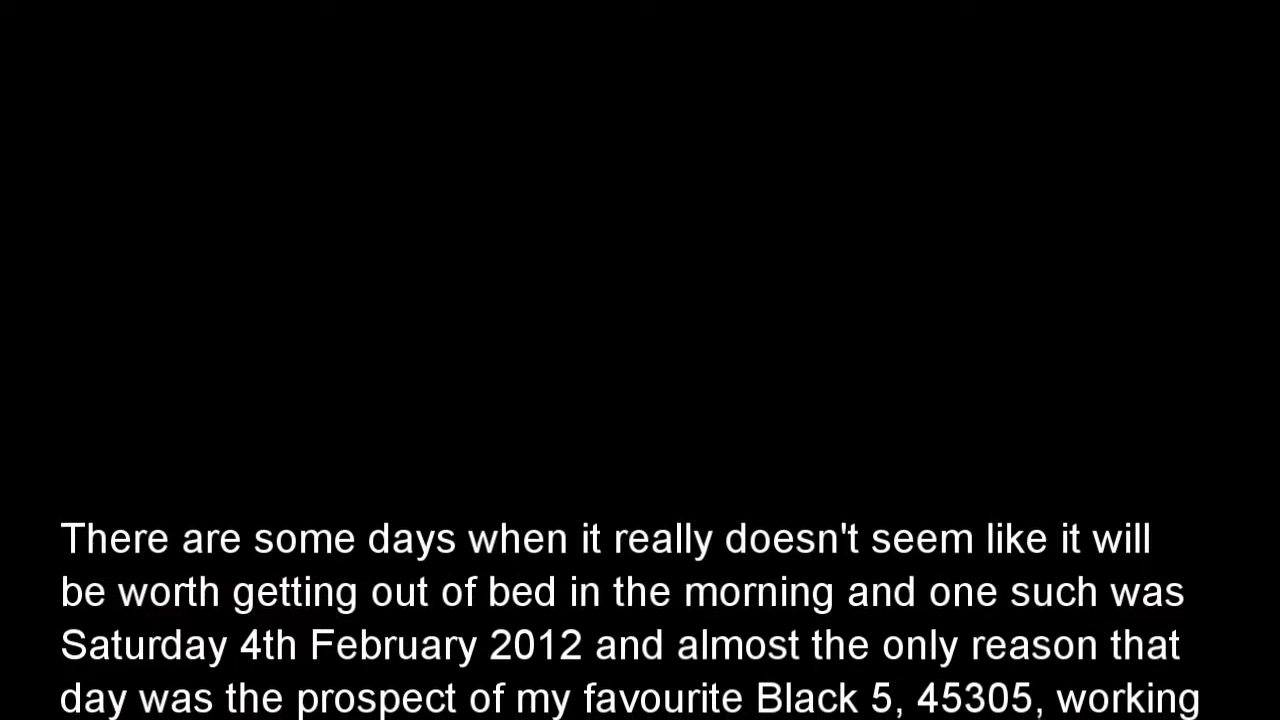 There are some days when it really doesn't seem like it will
be worth getting out of bed in the morning and one such was
Saturday 4th February 2012 and almost the only reason that
day was the prospect of my favourite Black 5, 45305, working